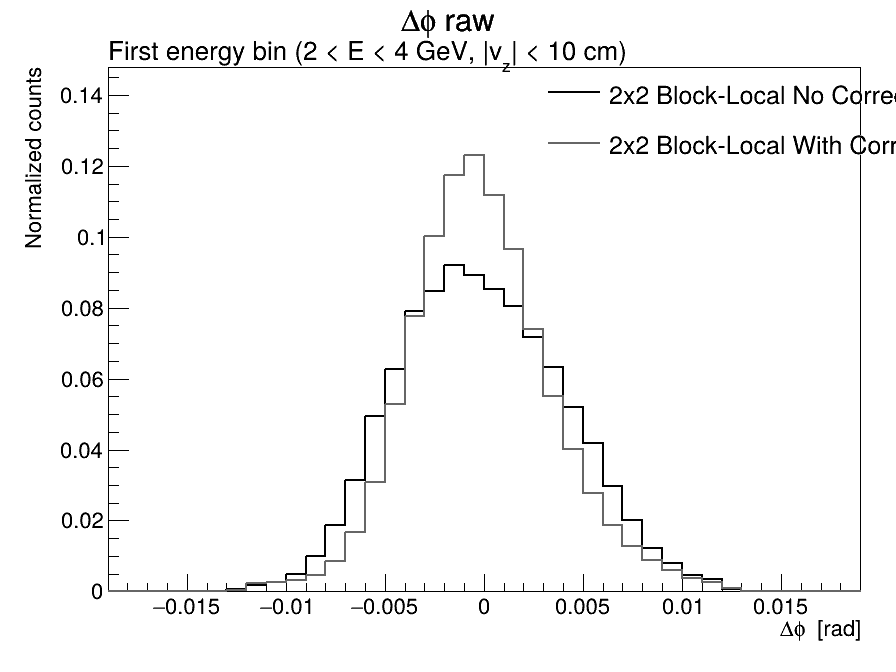 Δϕ raw
First energy bin (2 < E < 4 GeV, |v_z| < 10 cm)
Normalized counts
2x2 Block-Local No Corre
2x2 Block-Local With Corr
0.14
0.12
0.1
0.08
0.06
0.04
0.02
0
−0.015 −0.01 −0.005 0 0.005 0.01 0.015
Δϕ [rad]